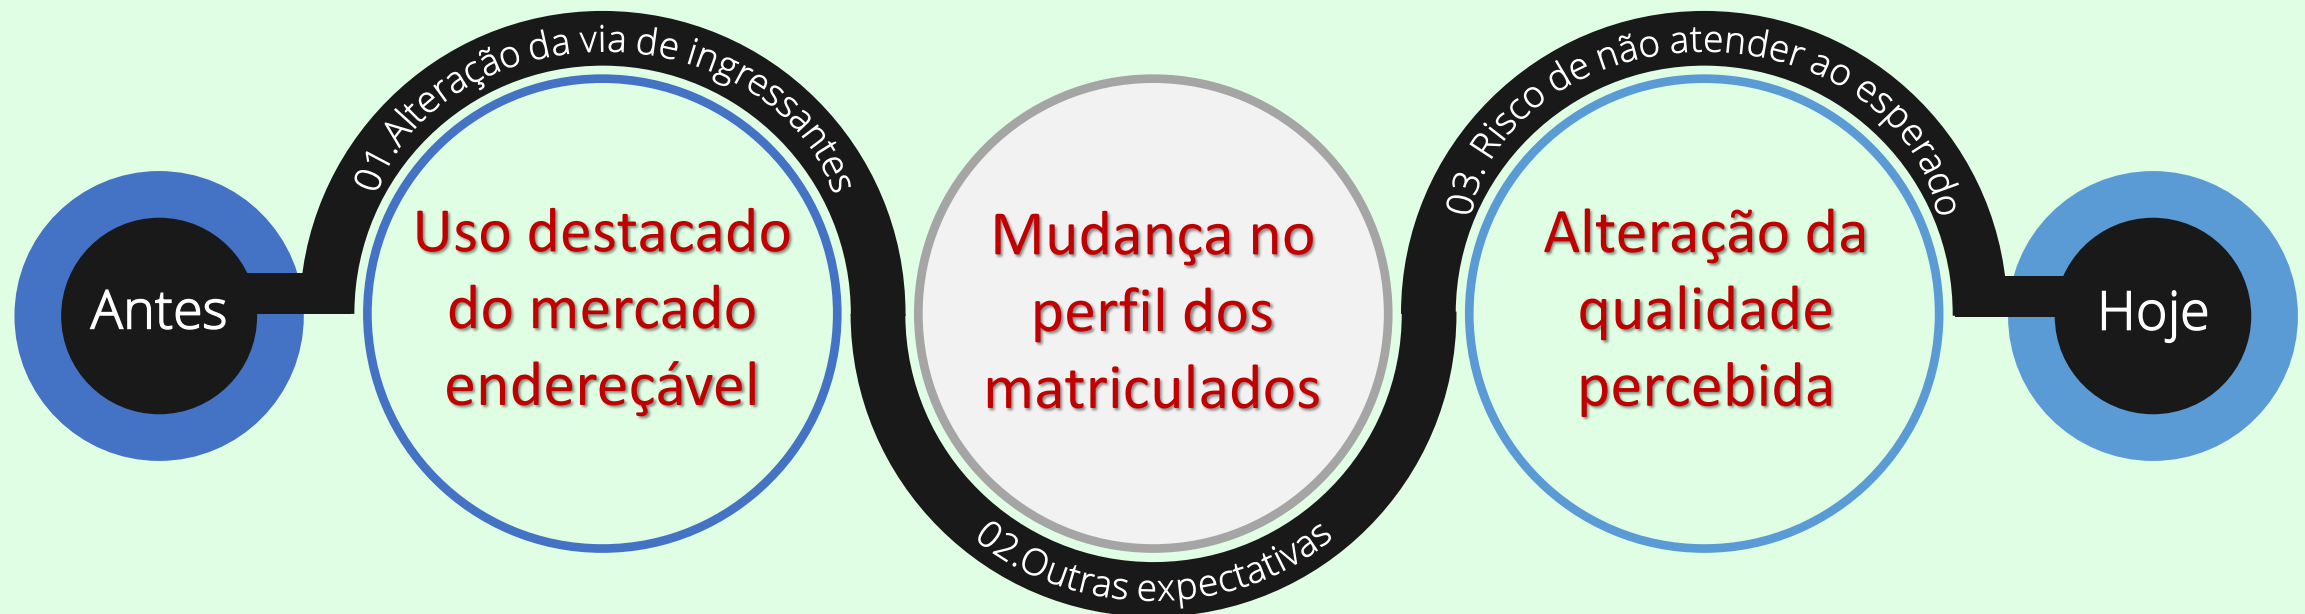 Antes
01.Alteração da via de ingressantes
Uso destacado
do mercado
endereçável
Mudança no
perfil dos
matriculados
02.Outras expectativas
03. Risco de não atender ao esperado
Alteração da
qualidade
percebida
Hoje